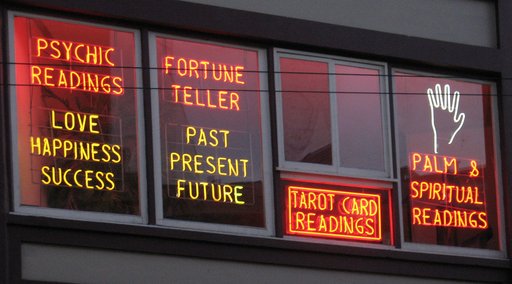 PSYCHIC
READINGS
LOVE
HAPPINESS
SUCCESS
FORTUNE
TELLER
PAST
PRESENT
FUTURE
TAROT CARD
READINGS
PALM &
SPIRITUAL
READINGS